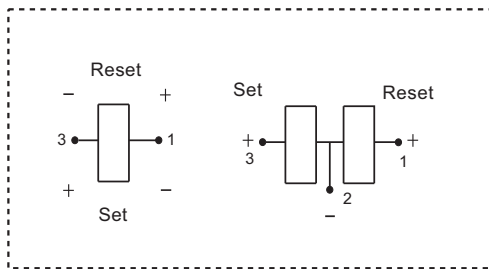 Reset
− +
3 1
+ −
Set
Set
Reset
+ +
3 1
2
−